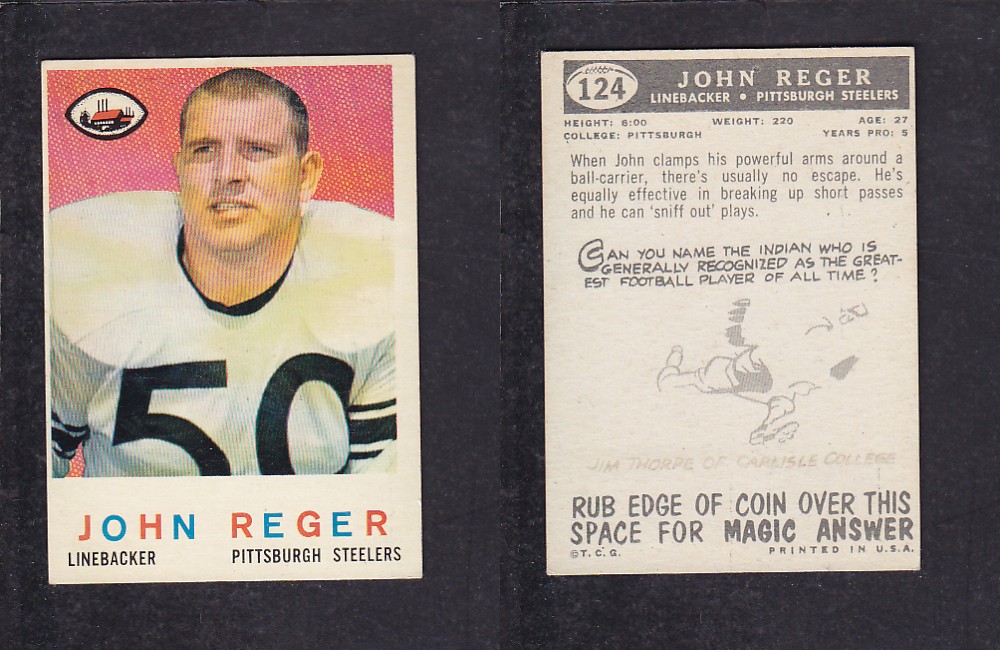 50
JOHN REGER
LINEBACKER PITTSBURGH STEELERS
124
JOHN REGER
LINEBACKER • PITTSBURGH STEELERS
HEIGHT: 6:00 WEIGHT: 220 AGE: 27
COLLEGE: PITTSBURGH YEARS PRO: 5
When John clamps his powerful arms around a
ball-carrier, there's usually no escape. He's
equally effective in breaking up short passes
and he can 'sniff out' plays.
CAN YOU NAME THE INDIAN WHO IS
GENERALLY RECOGNIZED AS THE GREAT-
EST FOOTBALL PLAYER OF ALL TIME?
JIM THORPE OF CARLISLE COLLEGE
RUB EDGE OF COIN OVER THIS
SPACE FOR MAGIC ANSWER
©T.C.G. PRINTED IN U.S.A.